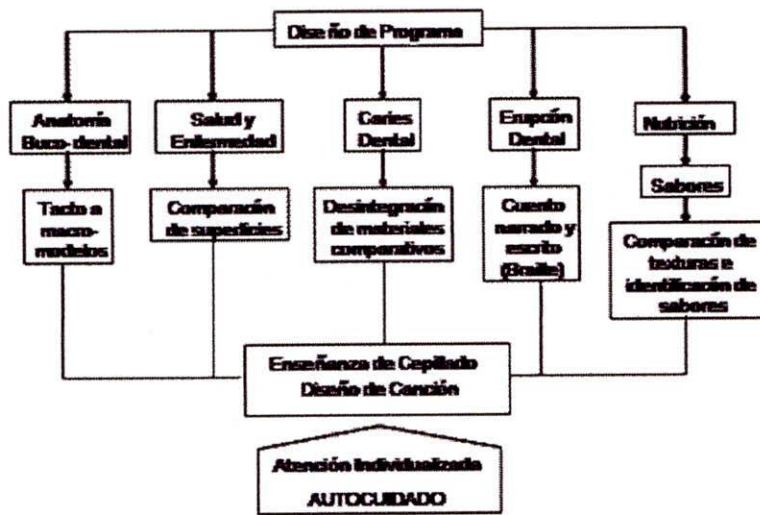 Diseño de Programa
Anatomía
Buco-dental
Salud y
Enfermedad
Caries
Dental
Erupción
Dental
Nutrición
Tacto a
macro-
modelos
Comparación
de superficies
Desintegración
de materiales
comparativos
Cuento
narrado y
escrito
(Braille)
Sabores
Comparación de
texturas e
identificación de
sabores
Enseñanza de Cepillado
Diseño de Canción
Atención Individualizada
AUTOCUIDADO